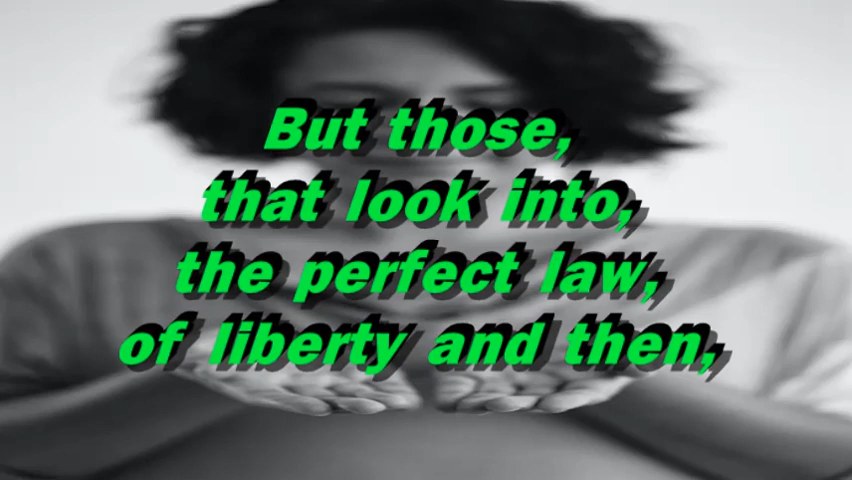 But those,
that look into,
the perfect law,
of liberty and then,